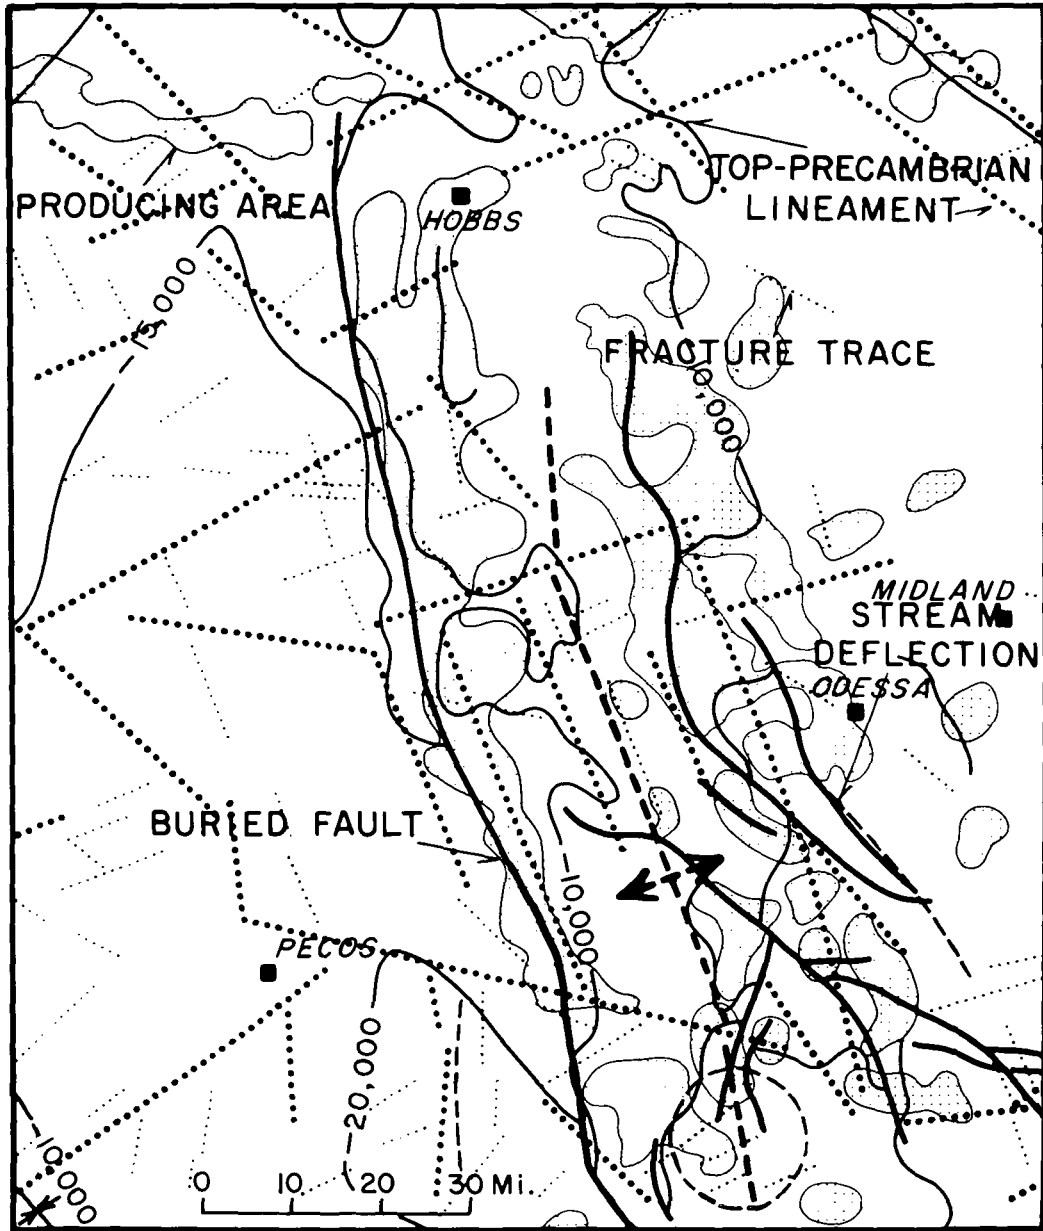 TOP-PRECAMBRIAN
LINEAMENT
PRODUCING AREA
HOBBS
15,000
FRACTURE TRACE
10,000
MIDLAND
STREAM
DEFLECTION
ODESSA
BURIED FAULT
-10,000
PECOS
-20,000
-10,000
0 10 20 30 Mi.